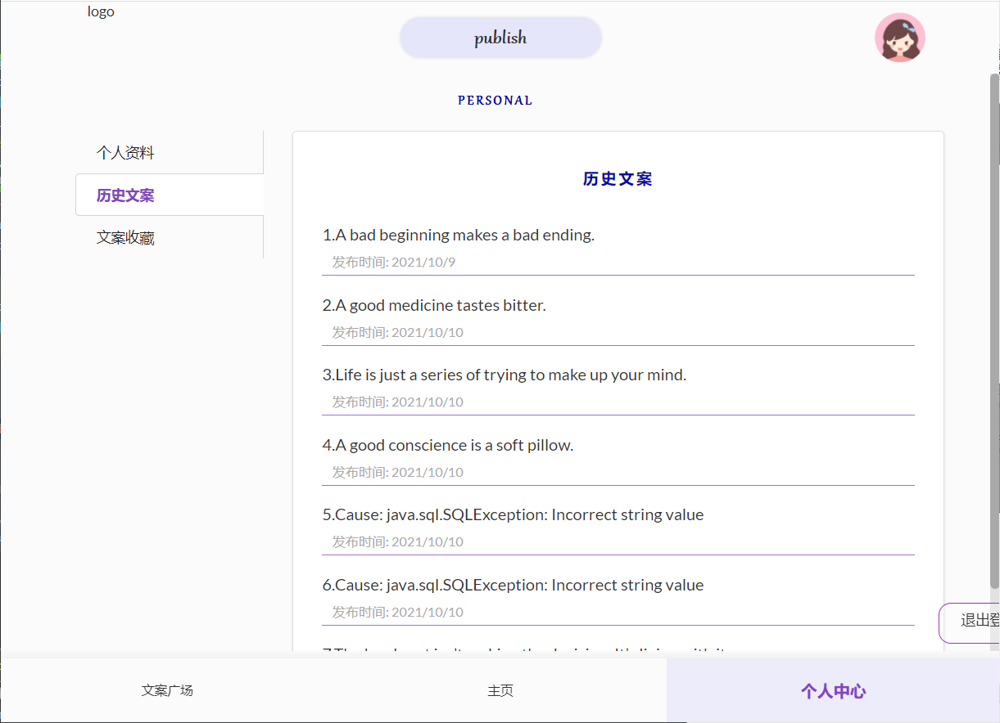 logo
publish
PERSONAL
个人资料
历史文案
文案收藏
历史文案
1.A bad beginning makes a bad ending.
发布时间: 2021/10/9
2.A good medicine tastes bitter.
发布时间: 2021/10/10
3.Life is just a series of trying to make up your mind.
发布时间: 2021/10/10
4.A good conscience is a soft pillow.
发布时间: 2021/10/10
5.Cause: java.sql.SQLException: Incorrect string value
发布时间: 2021/10/10
6.Cause: java.sql.SQLException: Incorrect string value
发布时间: 2021/10/10
退出登
文案广场
主页
个人中心